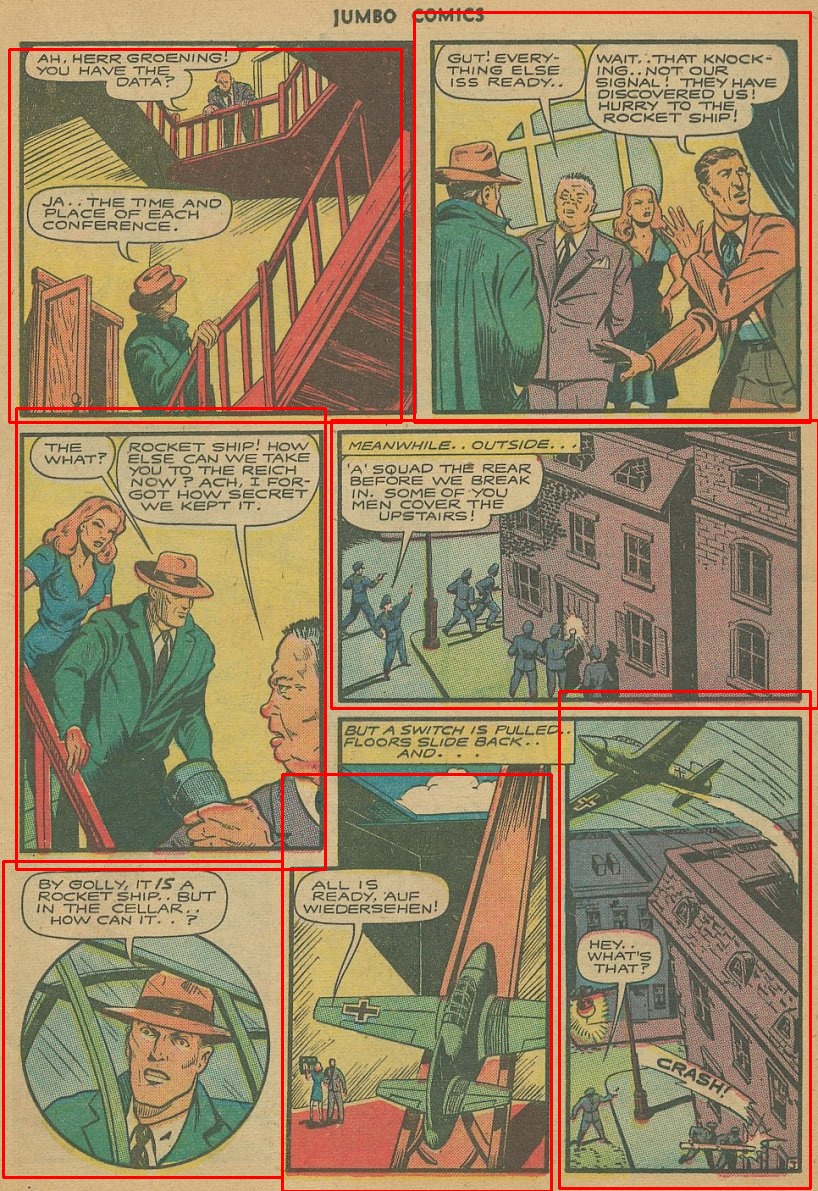 JUMBO COMICS
AH, HERR GROENING!
YOU HAVE THE
DATA?
JA.. THE TIME AND
PLACE OF EACH
CONFERENCE.
GUT! EVERY-
THING ELSE
ISS READY..
WAIT..THAT KNOCK-
ING..NOT OUR
SIGNAL! THEY HAVE
DISCOVERED US!
HURRY TO THE
ROCKET SHIP!
THE
WHAT?
ROCKET SHIP! HOW
ELSE CAN WE TAKE
YOU TO THE REICH
NOW? ACH, I FOR-
GOT HOW SECRET
WE KEPT IT.
MEANWHILE..OUTSIDE...
'A' SQUAD THE REAR
BEFORE WE BREAK
IN. SOME OF YOU
MEN COVER THE
UPSTAIRS!
BY GOLLY, IT IS A
ROCKET SHIP.. BUT
IN THE CELLAR..
HOW CAN IT. . ?
BUT A SWITCH IS PULLED..
FLOORS SLIDE BACK..
AND. . .
ALL IS
READY, AUF
WIEDERSEHEN!
HEY..
WHAT'S
THAT?
CRASH!